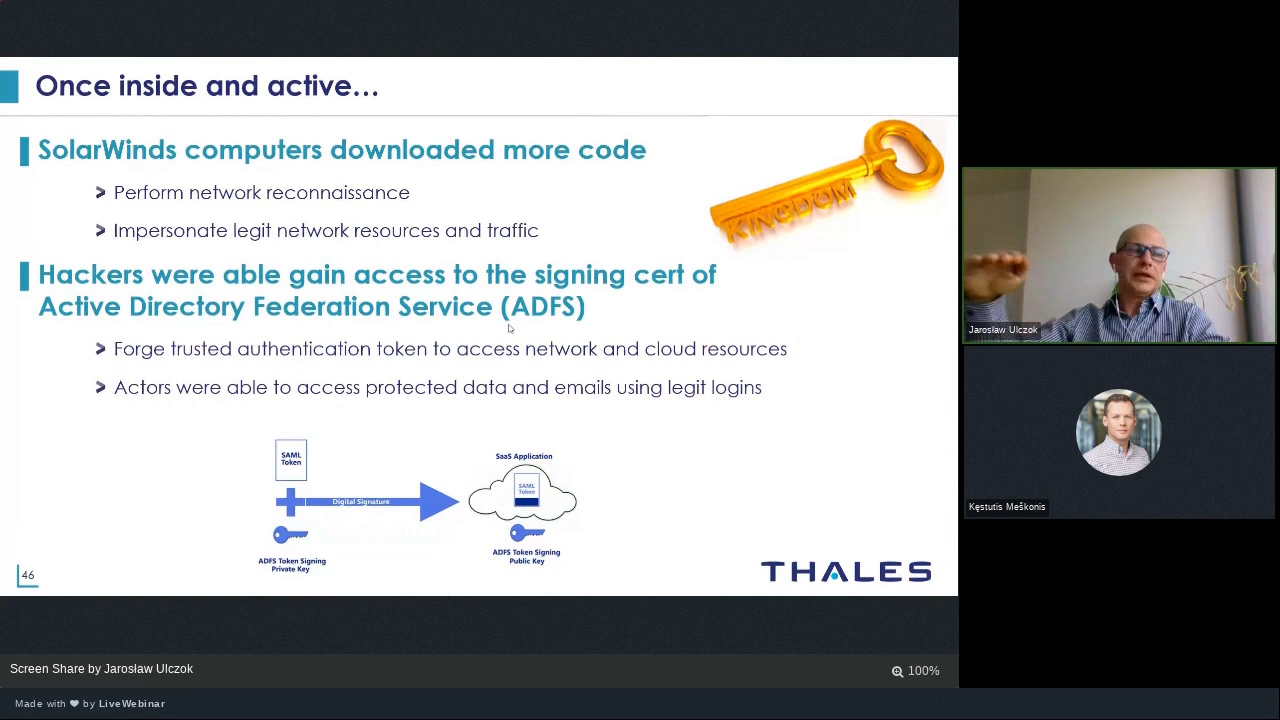 Once inside and active…
SolarWinds computers downloaded more code
Perform network reconnaissance
Impersonate legit network resources and traffic
KINGDOM
Hackers were able gain access to the signing cert of
Active Directory Federation Service (ADFS)
Forge trusted authentication token to access network and cloud resources
Actors were able to access protected data and emails using legit logins
SAML
Token
Digital Signature
ADFS Token Signing
Private Key
SaaS Application
SAML
Token
ADFS Token Signing
Public Key
46
THALES
Jarosław Ulczok
Kęstutis Meškonis
Screen Share by Jarosław Ulczok
100%
Made with ❤ by LiveWebinar